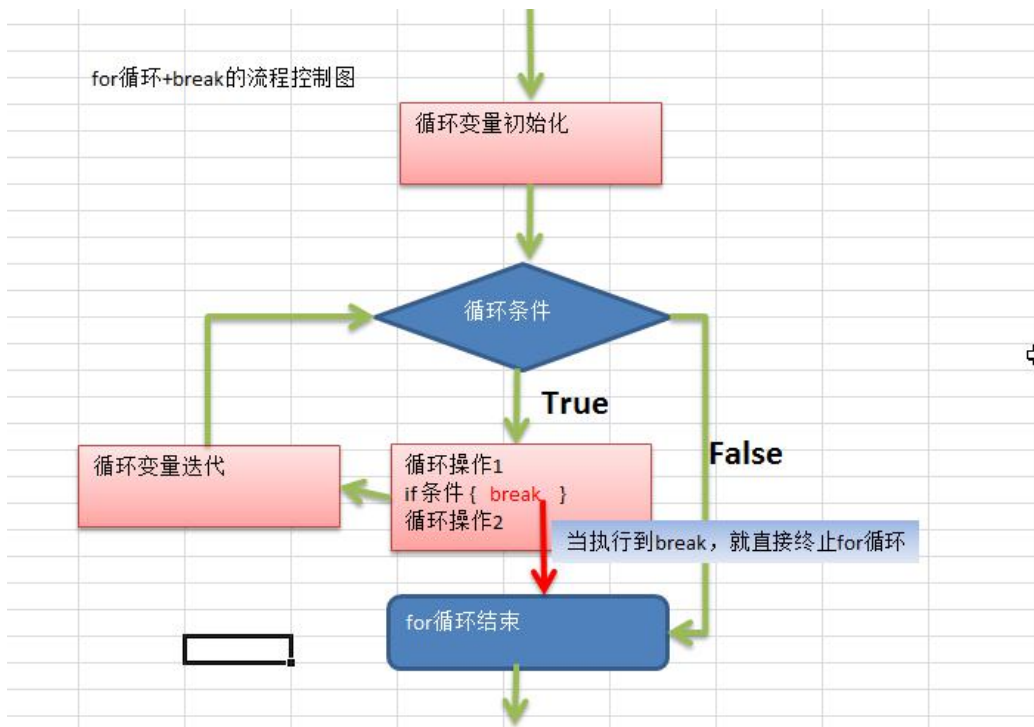 for循环+break的流程控制图
循环变量初始化
循环条件
True
False
循环变量迭代
循环操作1
if 条件 { break }
循环操作2
当执行到break，就直接终止for循环
for循环结束